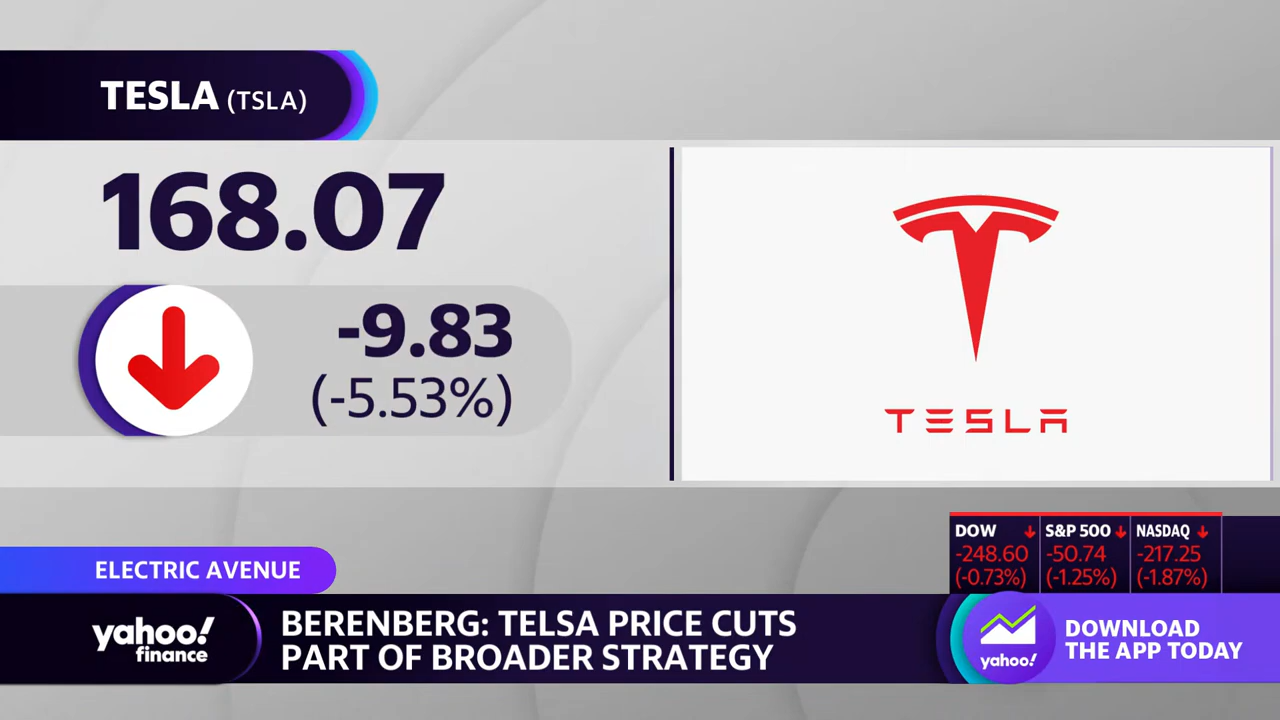 TESLA (TSLA)
168.07
-9.83
(-5.53%)
TESLA
DOW
-248.60
(-0.73%)
S&P 500
-50.74
(-1.25%)
NASDAQ
-217.25
(-1.87%)
ELECTRIC AVENUE
yahoo!
finance
BERENBERG: TELSA PRICE CUTS
PART OF BROADER STRATEGY
yahoo!
DOWNLOAD
THE APP TODAY